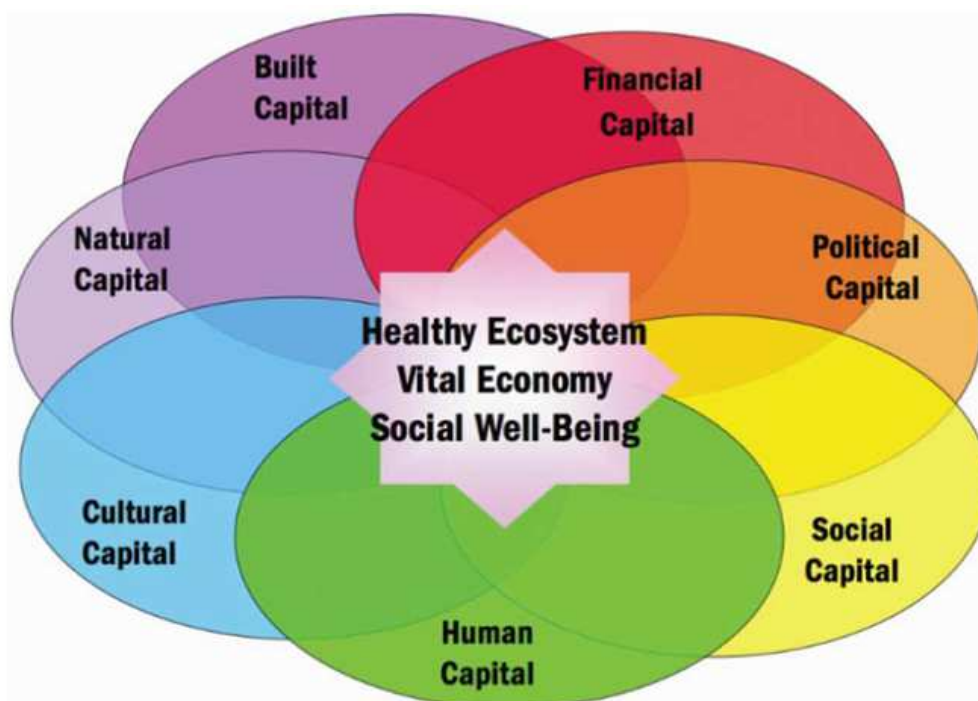 Built
Capital
Financial
Capital
Natural
Capital
Political
Capital
Healthy Ecosystem
Vital Economy
Social Well-Being
Cultural
Capital
Social
Capital
Human
Capital